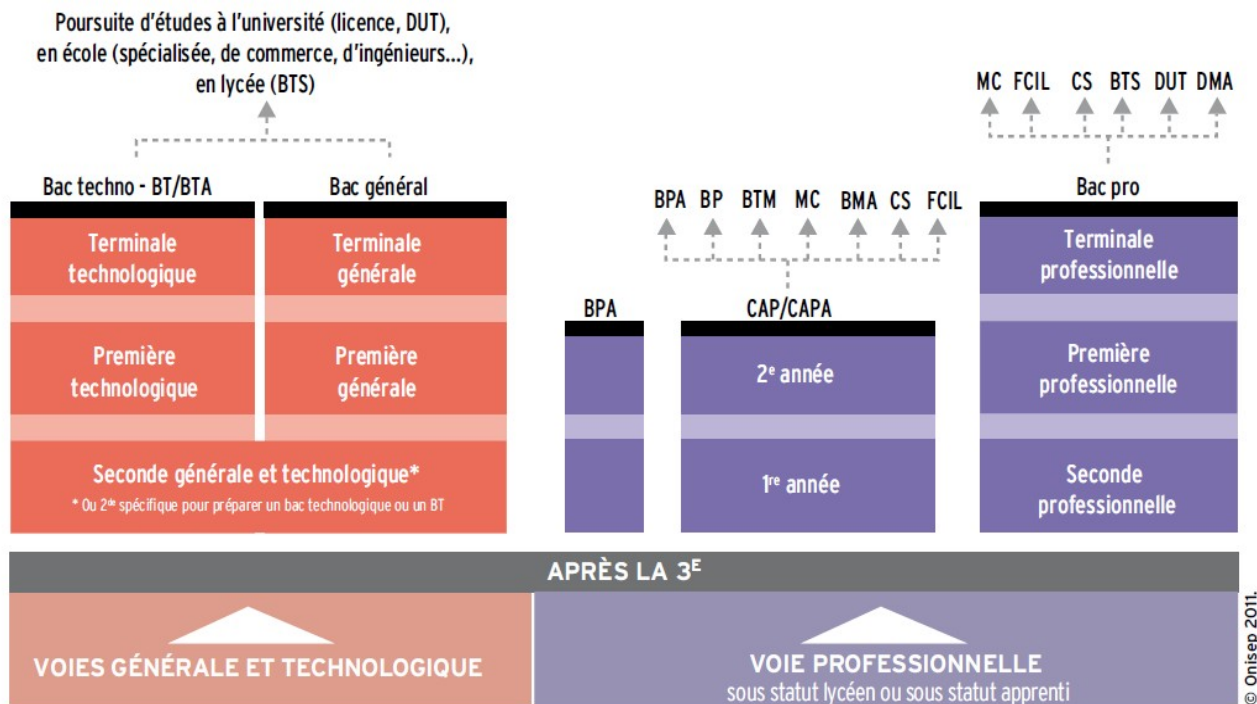 Poursuite d'études à l'université (licence, DUT),
en école (spécialisée, de commerce, d'ingénieurs...),
en lycée (BTS)
MC FCIL CS BTS DUT DMA
Bac techno - BT/BTA
Bac général
Bac pro
BPA BP BTM MC BMA CS FCIL
Terminale
technologique
Terminale
générale
Terminale
professionnelle
BPA
CAP/CAPA
Première
technologique
Première
générale
2e année
Première
professionnelle
Seconde générale et technologique*
* Ou 2de spécifique pour préparer un bac technologique ou un BT
1re année
Seconde
professionnelle
APRÈS LA 3E
VOIES GÉNÉRALE ET TECHNOLOGIQUE
VOIE PROFESSIONNELLE
sous statut lycéen ou sous statut apprenti
© Onisep 2011.